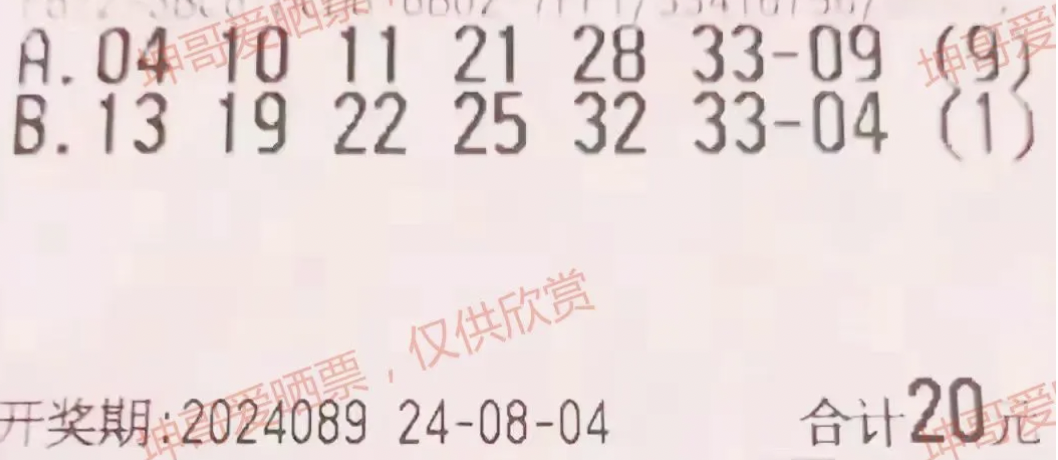 A. 04 10 11 21 28 33-09 (9)
B. 13 19 22 25 32 33-04 (1)
坤哥爱晒票，仅供欣赏
开奖期:2024089 24-08-04 合计20元